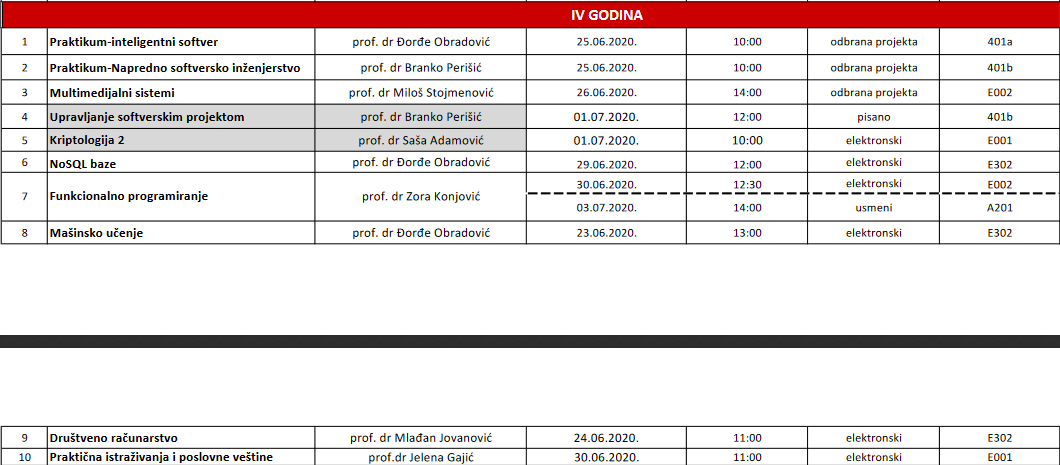 IV GODINA
1 Praktikum-inteligentni softver prof. dr Đorđe Obradović 25.06.2020. 10:00 odbrana projekta 401a
2 Praktikum-Napredno softversko inženjerstvo prof. dr Branko Perišić 25.06.2020. 10:00 odbrana projekta 401b
3 Multimedijalni sistemi prof. dr Miloš Stojmenović 26.06.2020. 14:00 odbrana projekta E002
4 Upravljanje softverskim projektom prof. dr Branko Perišić 01.07.2020. 12:00 pisano 401b
5 Kriptologija 2 prof. dr Saša Adamović 01.07.2020. 10:00 elektronski E001
6 NoSQL baze prof. dr Đorđe Obradović 29.06.2020. 12:00 elektronski E302
7 Funkcionalno programiranje prof. dr Zora Konjović 30.06.2020. 12:30 elektronski E002
03.07.2020. 14:00 usmeni A201
8 Mašinsko učenje prof. dr Đorđe Obradović 23.06.2020. 13:00 elektronski E302
9 Društveno računarstvo prof. dr Mlađan Jovanović 24.06.2020. 11:00 elektronski E302
10 Praktična istraživanja i poslovne veštine prof.dr Jelena Gajić 30.06.2020. 11:00 elektronski E001